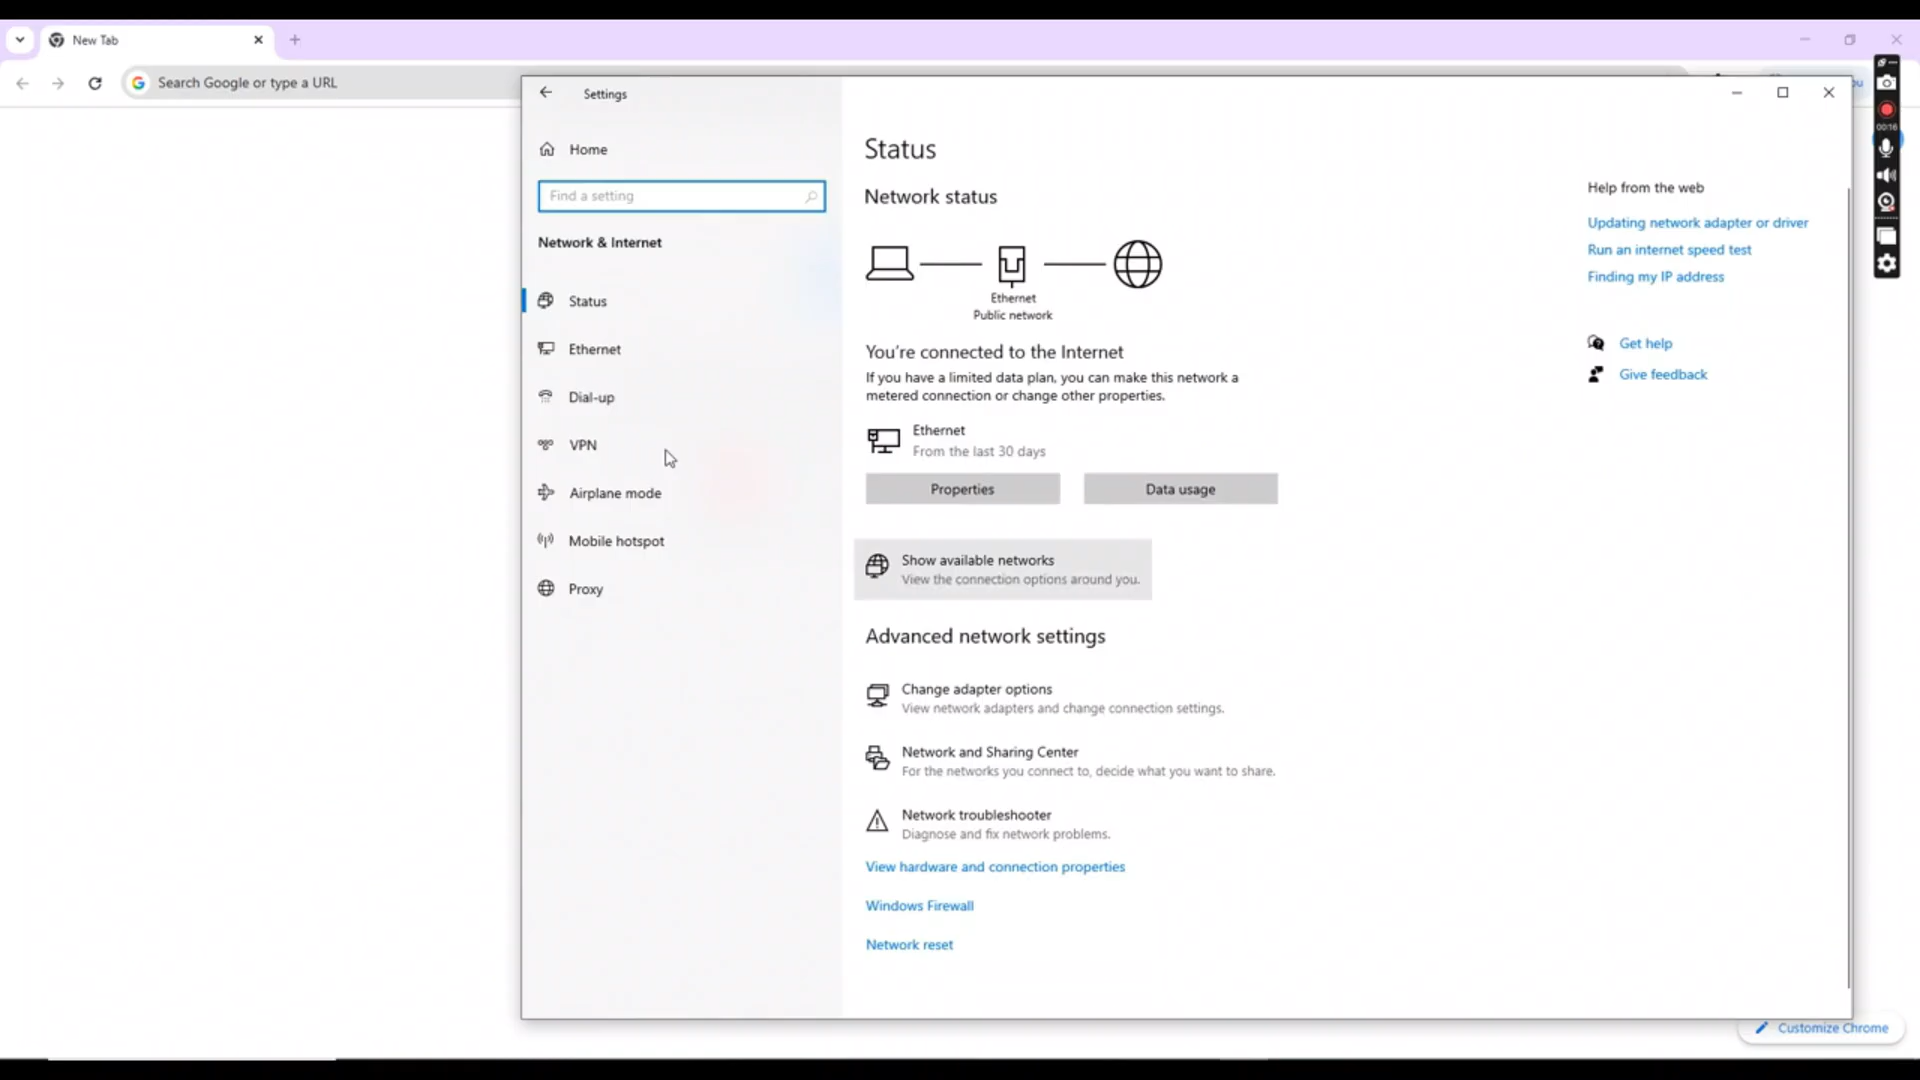 New Tab
Search Google or type a URL
Settings
Home
Find a setting
Network & Internet
Status
Ethernet
Dial-up
VPN
Airplane mode
Mobile hotspot
Proxy
Status
Network status
Ethernet
Public network
You're connected to the Internet
If you have a limited data plan, you can make this network a
metered connection or change other properties.
Ethernet
From the last 30 days
Properties
Data usage
Show available networks
View the connection options around you.
Advanced network settings
Change adapter options
View network adapters and change connection settings.
Network and Sharing Center
For the networks you connect to, decide what you want to share.
Network troubleshooter
Diagnose and fix network problems.
View hardware and connection properties
Windows Firewall
Network reset
Help from the web
Updating network adapter or driver
Run an internet speed test
Finding my IP address
Get help
Give feedback
00:16
Customize Chrome